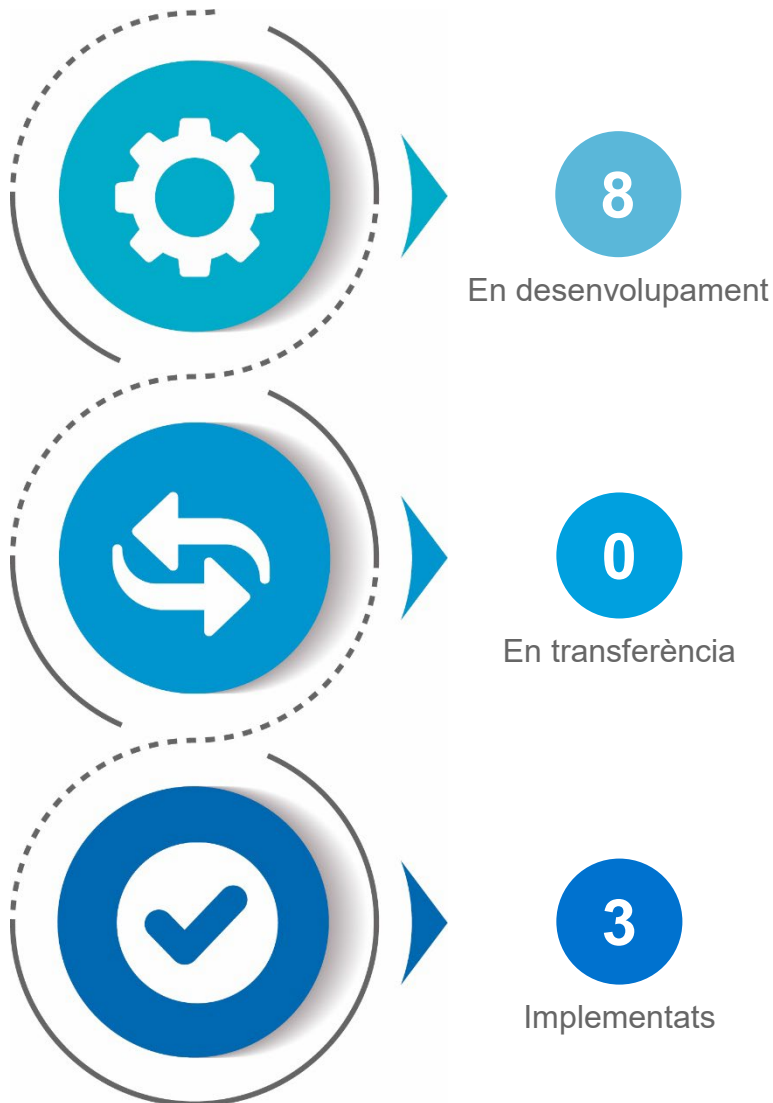 8
En desenvolupament
0
En transferència
3
Implementats